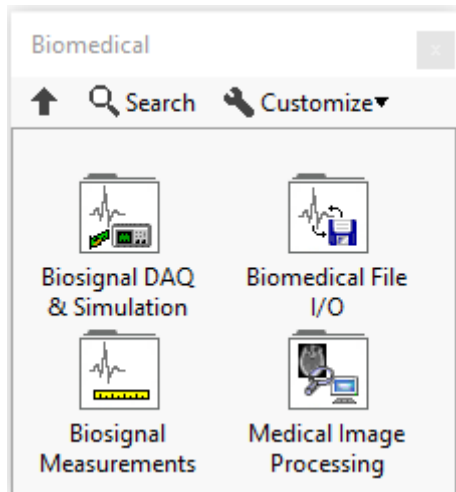 Biomedical
Search Customize
Biosignal DAQ
& Simulation
Biomedical File
I/O
Biosignal
Measurements
Medical Image
Processing